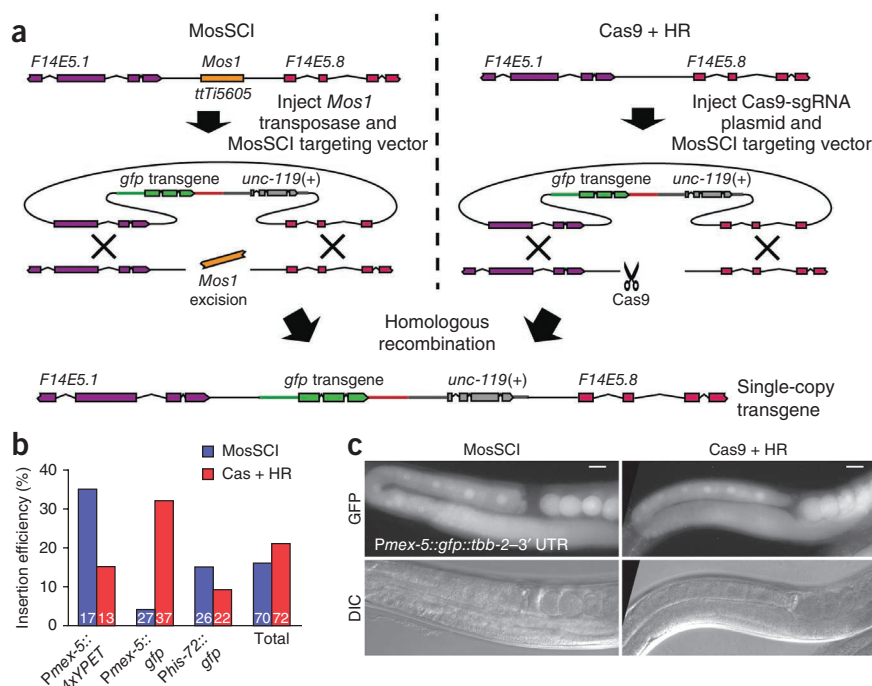 a
MosSCI
Cas9 + HR
F14E5.1
Mos1
F14E5.8
F14E5.1
F14E5.8
ttTi5605
Inject Mos1
transposase and
MosSCI targeting vector
Inject Cas9-sgRNA
plasmid and
MosSCI targeting vector
gfp transgene
unc-119(+)
gfp transgene
unc-119(+)
Mos1
excision
Cas9
Homologous
recombination
F14E5.1
gfp transgene
unc-119(+)
F14E5.8
Single-copy
transgene
b
MosSCI
Cas + HR
Insertion efficiency (%)
40
30
20
10
0
17
13
27
37
26
22
70
72
Pmex-5::
4xYPET
Pmex-5::
gfp
Phis-72::
gfp
Total
c
MosSCI
Cas9 + HR
GFP
Pmex-5::gfp::tbb-2–3′ UTR
DIC